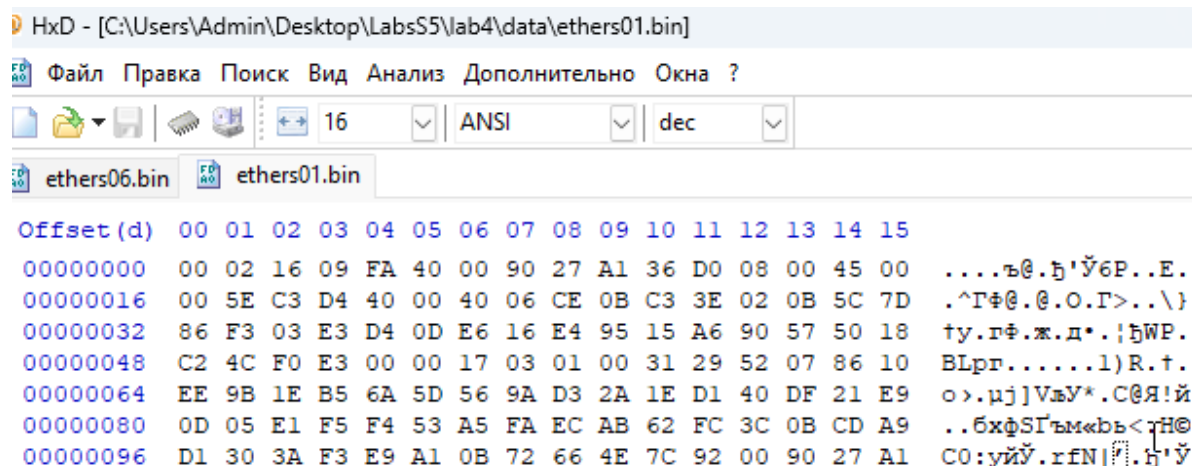 HxD - [C:\Users\Admin\Desktop\LabsS5\lab4\data\ethers01.bin]
Файл Правка Поиск Вид Анализ Дополнительно Окна ?
16 ANSI dec
ethers06.bin ethers01.bin
Offset(d) 00 01 02 03 04 05 06 07 08 09 10 11 12 13 14 15
00000000 00 02 16 09 FA 40 00 90 27 A1 36 D0 08 00 45 00 ....ъ@.ђ'Ў6Р..E.
00000016 00 5E C3 D4 40 00 40 06 CE 0B C3 3E 02 0B 5C 7D .^ГФ@.@.О.Г>..\}
00000032 86 F3 03 E3 D4 0D E6 16 E4 95 15 A6 90 57 50 18 †у.гФ.ж.д•.¦ђWP.
00000048 C2 4C F0 E3 00 00 17 03 01 00 31 29 52 07 86 10 ВLрг......1)R.†.
00000064 EE 9B 1E B5 6A 5D 56 9A D3 2A 1E D1 40 DF 21 E9 о›.µj]VљУ*.С@Я!й
00000080 0D 05 E1 F5 F4 53 A5 FA EC AB 62 FC 3C 0B CD A9 ..бхфSҐъм«bь<.Н©
00000096 D1 30 3A F3 E9 A1 0B 72 66 4E 7C 92 00 90 27 A1 С0:уйЎ.rfN|’.ђ'Ў